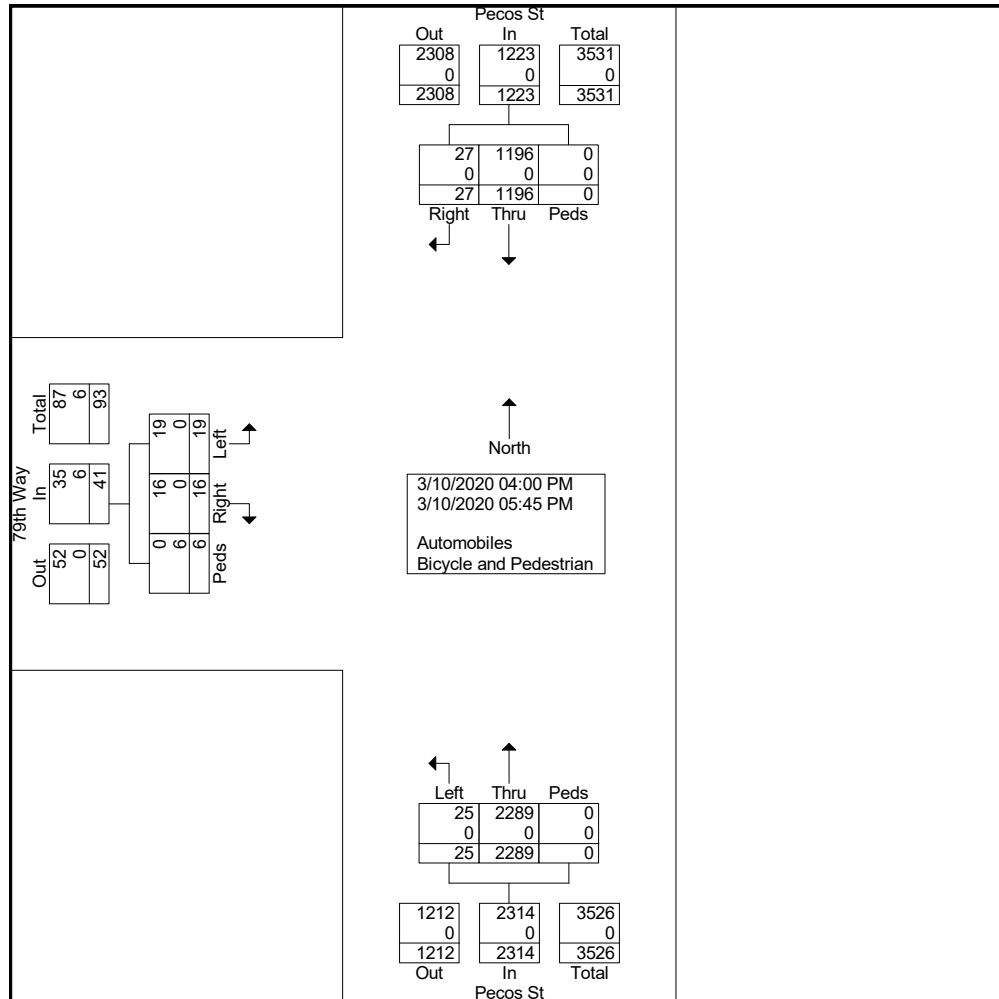 Pecos St
Out In Total
2308 1223 3531
0 0 0
2308 1223 3531
27 1196 0
0 0 0
27 1196 0
Right Thru Peds
79th Way
Total
87
6
93
In
35
6
41
Out
52
0
52
19
0
19
Left
16
0
16
Right
0
6
6
Peds
North
3/10/2020 04:00 PM
3/10/2020 05:45 PM
Automobiles
Bicycle and Pedestrian
Left Thru Peds
25 2289 0
0 0 0
25 2289 0
1212 2314 3526
0 0 0
1212 2314 3526
Out In Total
Pecos St